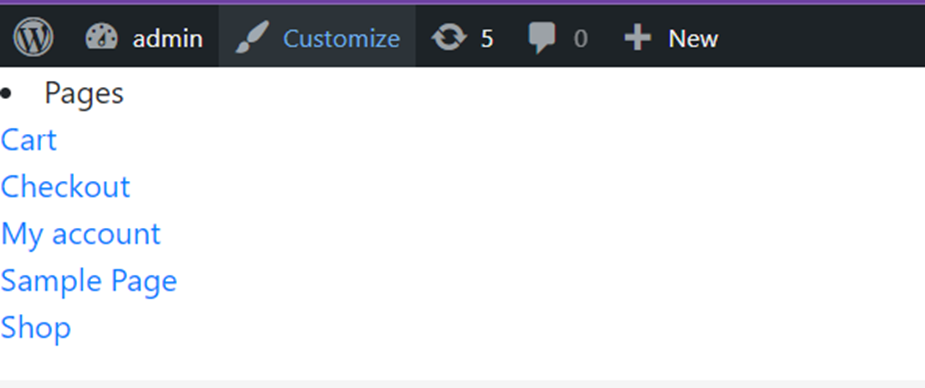 admin Customize 5 0 New
Pages
Cart
Checkout
My account
Sample Page
Shop